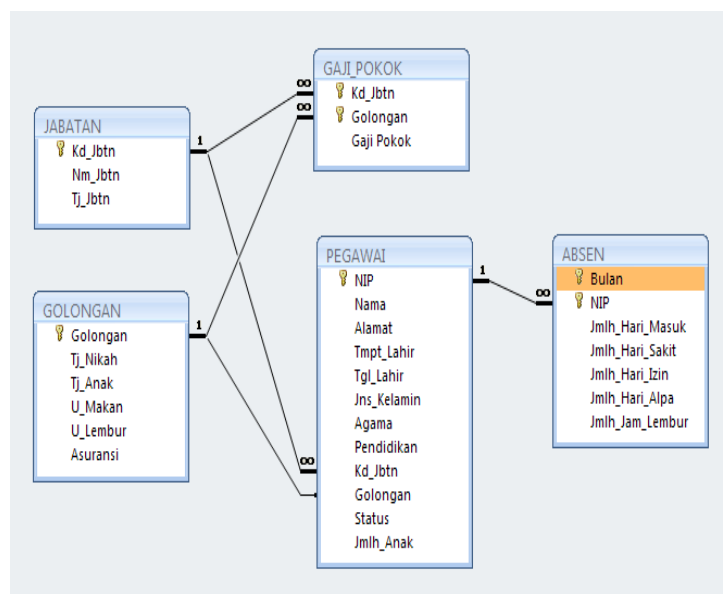 GAJI_POKOK
Kd_Jbtn
Golongan
Gaji Pokok
JABATAN
Kd_Jbtn
Nm_Jbtn
Tj_Jbtn
GOLONGAN
Golongan
Tj_Nikah
Tj_Anak
U_Makan
U_Lembur
Asuransi
PEGAWAI
NIP
Nama
Alamat
Tmpt_Lahir
Tgl_Lahir
Jns_Kelamin
Agama
Pendidikan
Kd_Jbtn
Golongan
Status
Jmlh_Anak
ABSEN
Bulan
NIP
Jmlh_Hari_Masuk
Jmlh_Hari_Sakit
Jmlh_Hari_Izin
Jmlh_Hari_Alpa
Jmlh_Jam_Lembur
1
∞
∞
1
∞
1
∞